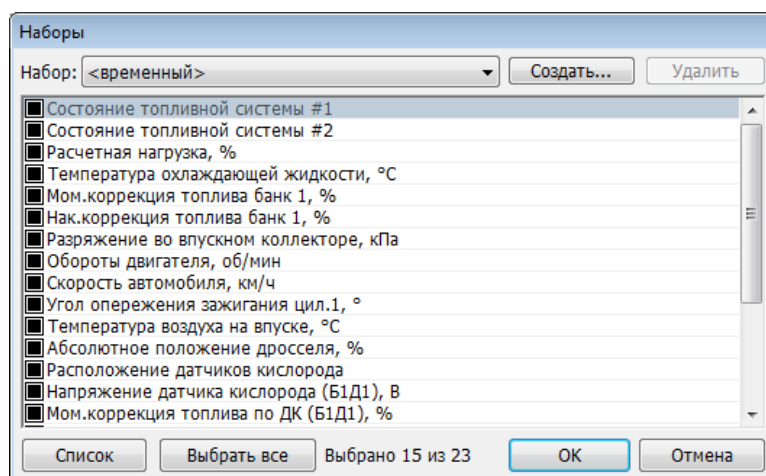 Наборы
Набор: <временный> Создать... Удалить
Состояние топливной системы #1
Состояние топливной системы #2
Расчетная нагрузка, %
Температура охлаждающей жидкости, °C
Мом.коррекция топлива банк 1, %
Нак.коррекция топлива банк 1, %
Разряжение во впускном коллекторе, кПа
Обороты двигателя, об/мин
Скорость автомобиля, км/ч
Угол опережения зажигания цил.1, °
Температура воздуха на впуске, °C
Абсолютное положение дросселя, %
Расположение датчиков кислорода
Напряжение датчика кислорода (Б1Д1), В
Мом.коррекция топлива по ДК (Б1Д1), %
Список Выбрать все Выбрано 15 из 23 OK Отмена